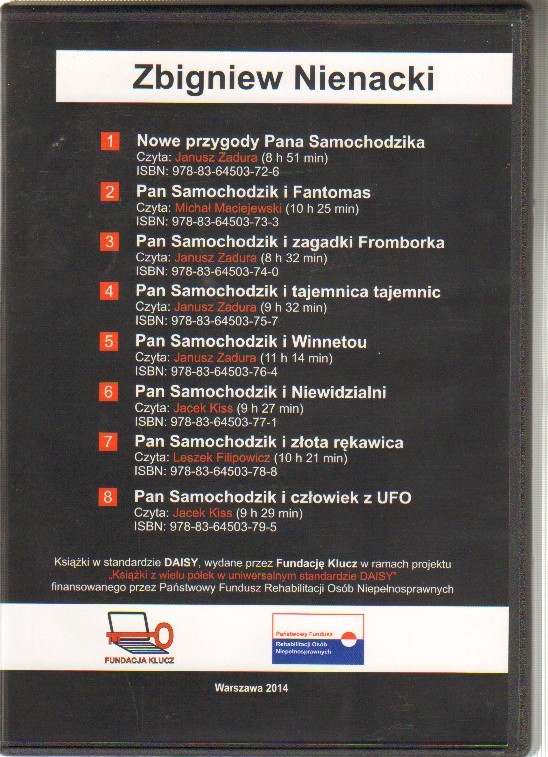 Zbigniew Nienacki
1 Nowe przygody Pana Samochodzika
Czyta: Janusz Zadura (8 h 51 min)
ISBN: 978-83-64503-72-6
2 Pan Samochodzik i Fantomas
Czyta: Michał Maciejewski (10 h 25 min)
ISBN: 978-83-64503-73-3
3 Pan Samochodzik i zagadki Fromborka
Czyta: Janusz Zadura (8 h 32 min)
ISBN: 978-83-64503-74-0
4 Pan Samochodzik i tajemnica tajemnic
Czyta: Janusz Zadura (9 h 32 min)
ISBN: 978-83-64503-75-7
5 Pan Samochodzik i Winnetou
Czyta: Janusz Zadura (11 h 14 min)
ISBN: 978-83-64503-76-4
6 Pan Samochodzik i Niewidzialni
Czyta: Jacek Kiss (9 h 27 min)
ISBN: 978-83-64503-77-1
7 Pan Samochodzik i złota rękawica
Czyta: Leszek Filipowicz (10 h 21 min)
ISBN: 978-83-64503-78-8
8 Pan Samochodzik i człowiek z UFO
Czyta: Jacek Kiss (9 h 29 min)
ISBN: 978-83-64503-79-5
Książki w standardzie DAISY, wydane przez Fundację Klucz w ramach projektu
„Książki z wielu półek w uniwersalnym standardzie DAISY”
finansowanego przez Państwowy Fundusz Rehabilitacji Osób Niepełnosprawnych
FUNDACJA KLUCZ
Państwowy Fundusz
Rehabilitacji Osób
Niepełnosprawnych
Warszawa 2014